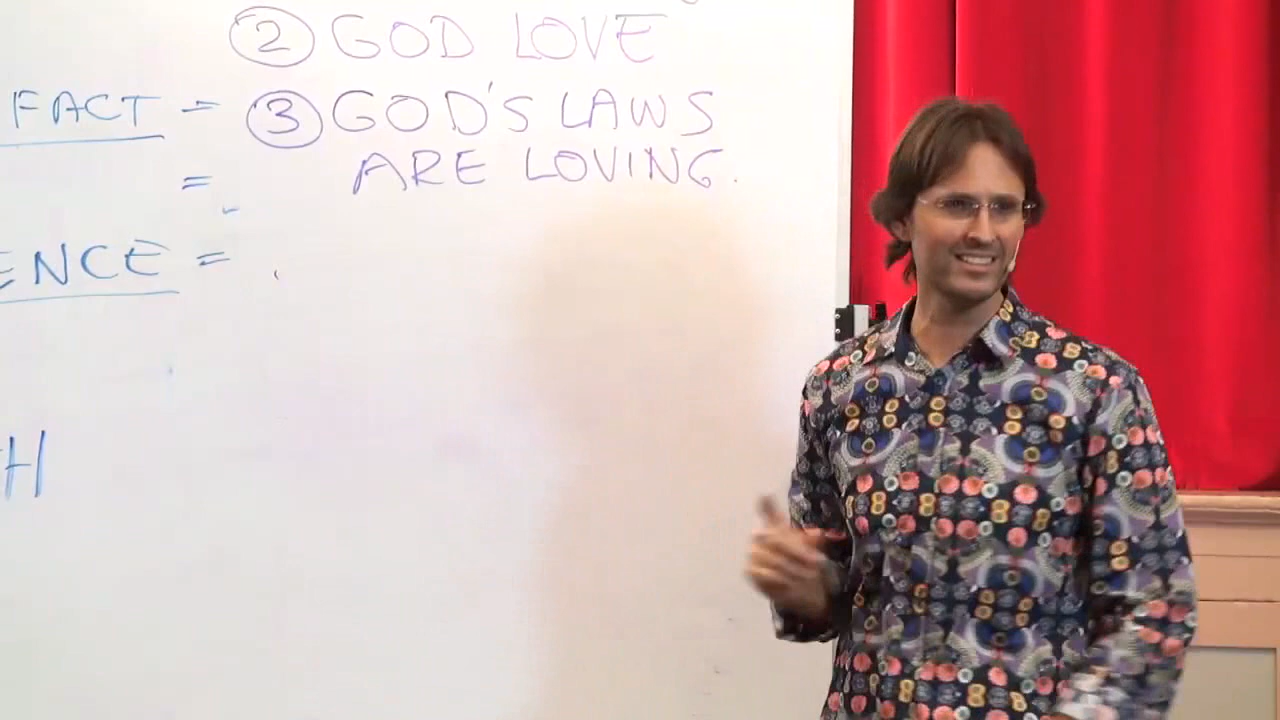 ② GOD LOVE
FACT = ③ GOD'S LAWS
= ARE LOVING.
ENCE =
H